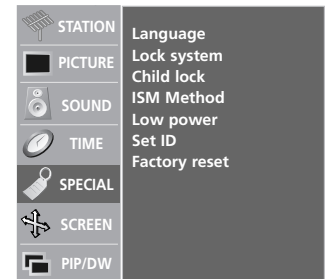 STATION
PICTURE
SOUND
TIME
SPECIAL
SCREEN
PIP/DW
Language
Lock system
Child lock
ISM Method
Low power
Set ID
Factory reset